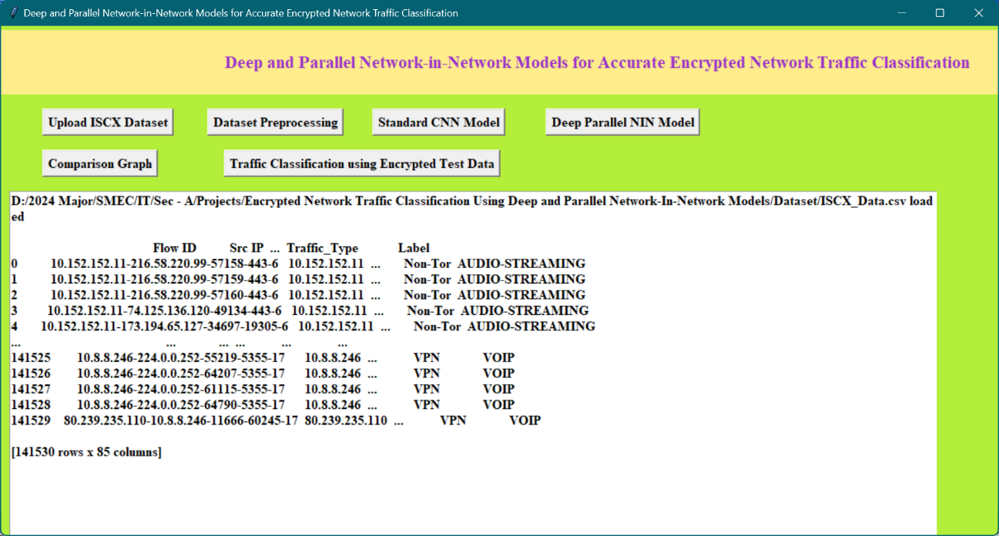 Deep and Parallel Network-in-Network Models for Accurate Encrypted Network Traffic Classification
Deep and Parallel Network-in-Network Models for Accurate Encrypted Network Traffic Classification
Upload ISCX Dataset Dataset Preprocessing Standard CNN Model Deep Parallel NIN Model
Comparison Graph Traffic Classification using Encrypted Test Data
D:/2024 Major/SMEC/IT/Sec - A/Projects/Encrypted Network Traffic Classification Using Deep and Parallel Network-In-Network Models/Dataset/ISCX_Data.csv load
ed
Flow ID Src IP ... Traffic_Type Label
0 10.152.152.11-216.58.220.99-57158-443-6 10.152.152.11 ... Non-Tor AUDIO-STREAMING
1 10.152.152.11-216.58.220.99-57159-443-6 10.152.152.11 ... Non-Tor AUDIO-STREAMING
2 10.152.152.11-216.58.220.99-57160-443-6 10.152.152.11 ... Non-Tor AUDIO-STREAMING
3 10.152.152.11-74.125.136.120-49134-443-6 10.152.152.11 ... Non-Tor AUDIO-STREAMING
4 10.152.152.11-173.194.65.127-34697-19305-6 10.152.152.11 ... Non-Tor AUDIO-STREAMING
... ... ... ... ... ...
141525 10.8.8.246-224.0.0.252-55219-5355-17 10.8.8.246 ... VPN VOIP
141526 10.8.8.246-224.0.0.252-64207-5355-17 10.8.8.246 ... VPN VOIP
141527 10.8.8.246-224.0.0.252-61115-5355-17 10.8.8.246 ... VPN VOIP
141528 10.8.8.246-224.0.0.252-64790-5355-17 10.8.8.246 ... VPN VOIP
141529 80.239.235.110-10.8.8.246-11666-60245-17 80.239.235.110 ... VPN VOIP
[141530 rows x 85 columns]